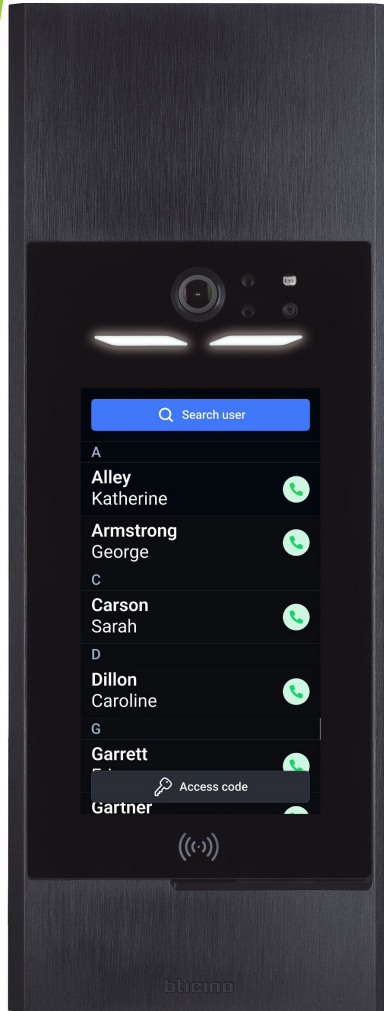 Search user
A
Alley
Katherine
Armstrong
George
C
Carson
Sarah
D
Dillon
Caroline
G
Garrett
Access code
Gartner
bticino